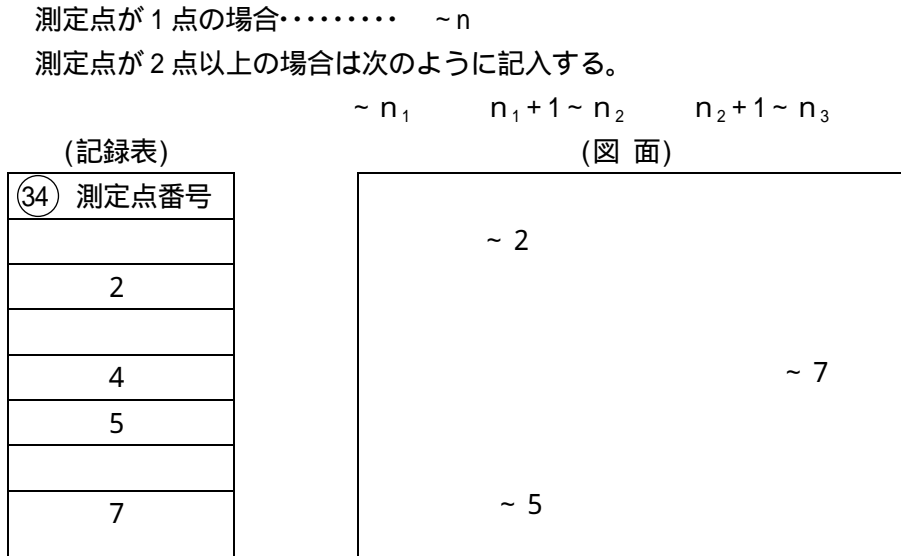 測定点が1点の場合・・・・・・・・・ ~n
測定点が2点以上の場合は次のように記入する。
~ n₁ n₁+1~ n₂ n₂+1~ n₃
(記録表) (図 面)
㉞ 測定点番号
~ 2
2
4 ~ 7
5
7 ~ 5